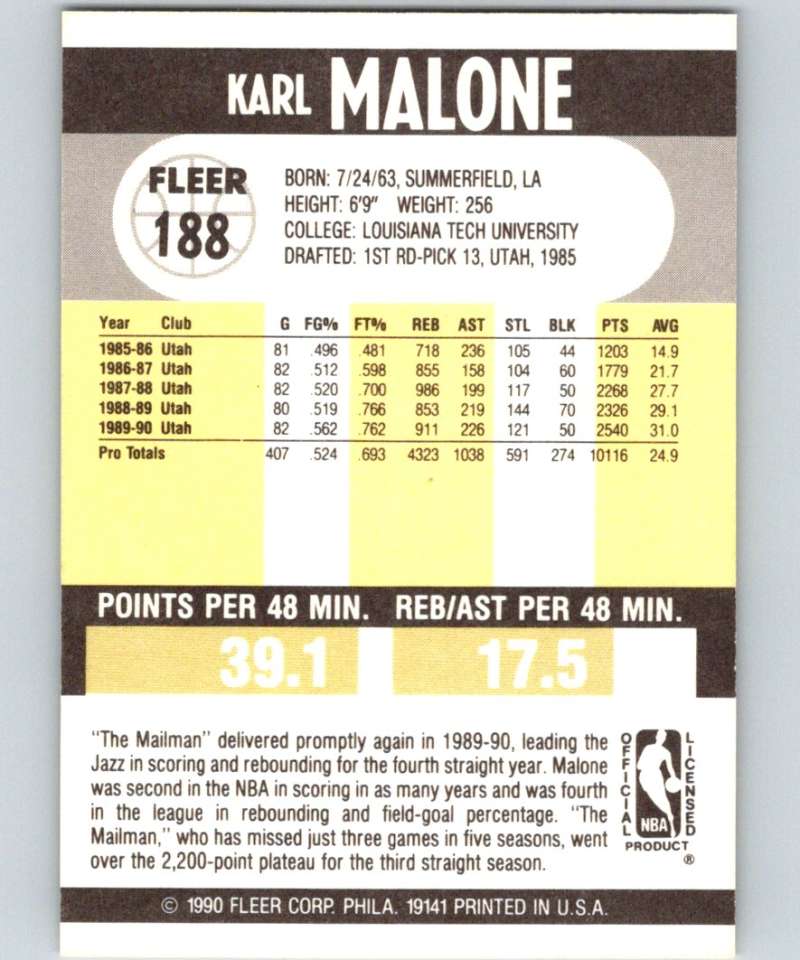 KARL MALONE
FLEER
188
BORN: 7/24/63, SUMMERFIELD, LA
HEIGHT: 6'9" WEIGHT: 256
COLLEGE: LOUISIANA TECH UNIVERSITY
DRAFTED: 1ST RD-PICK 13, UTAH, 1985
Year Club G FG% FT% REB AST STL BLK PTS AVG
1985-86 Utah 81 .496 .481 718 236 105 44 1203 14.9
1986-87 Utah 82 .512 .598 855 158 104 60 1779 21.7
1987-88 Utah 82 .520 .700 986 199 117 50 2268 27.7
1988-89 Utah 80 .519 .766 853 219 144 70 2326 29.1
1989-90 Utah 82 .562 .762 911 226 121 50 2540 31.0
Pro Totals 407 .524 .693 4323 1038 591 274 10116 24.9
POINTS PER 48 MIN. REB/AST PER 48 MIN.
39.1 17.5
"The Mailman" delivered promptly again in 1989-90, leading the
Jazz in scoring and rebounding for the fourth straight year. Malone
was second in the NBA in scoring in as many years and was fourth
in the league in rebounding and field-goal percentage. "The
Mailman," who has missed just three games in five seasons, went
over the 2,200-point plateau for the third straight season.
OFFICIAL
LICENSED
NBA
PRODUCT
®
© 1990 FLEER CORP. PHILA. 19141 PRINTED IN U.S.A.